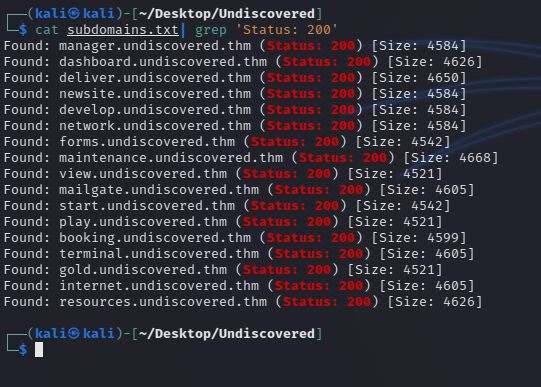 ┌──(kali㉿kali)-[~/Desktop/Undiscovered]
└─$ cat subdomains.txt| grep 'Status: 200'
Found: manager.undiscovered.thm (Status: 200) [Size: 4584]
Found: dashboard.undiscovered.thm (Status: 200) [Size: 4626]
Found: deliver.undiscovered.thm (Status: 200) [Size: 4650]
Found: newsite.undiscovered.thm (Status: 200) [Size: 4584]
Found: develop.undiscovered.thm (Status: 200) [Size: 4584]
Found: network.undiscovered.thm (Status: 200) [Size: 4584]
Found: forms.undiscovered.thm (Status: 200) [Size: 4542]
Found: maintenance.undiscovered.thm (Status: 200) [Size: 4668]
Found: view.undiscovered.thm (Status: 200) [Size: 4521]
Found: mailgate.undiscovered.thm (Status: 200) [Size: 4605]
Found: start.undiscovered.thm (Status: 200) [Size: 4542]
Found: play.undiscovered.thm (Status: 200) [Size: 4521]
Found: booking.undiscovered.thm (Status: 200) [Size: 4599]
Found: terminal.undiscovered.thm (Status: 200) [Size: 4605]
Found: gold.undiscovered.thm (Status: 200) [Size: 4521]
Found: internet.undiscovered.thm (Status: 200) [Size: 4605]
Found: resources.undiscovered.thm (Status: 200) [Size: 4626]
┌──(kali㉿kali)-[~/Desktop/Undiscovered]
└─$